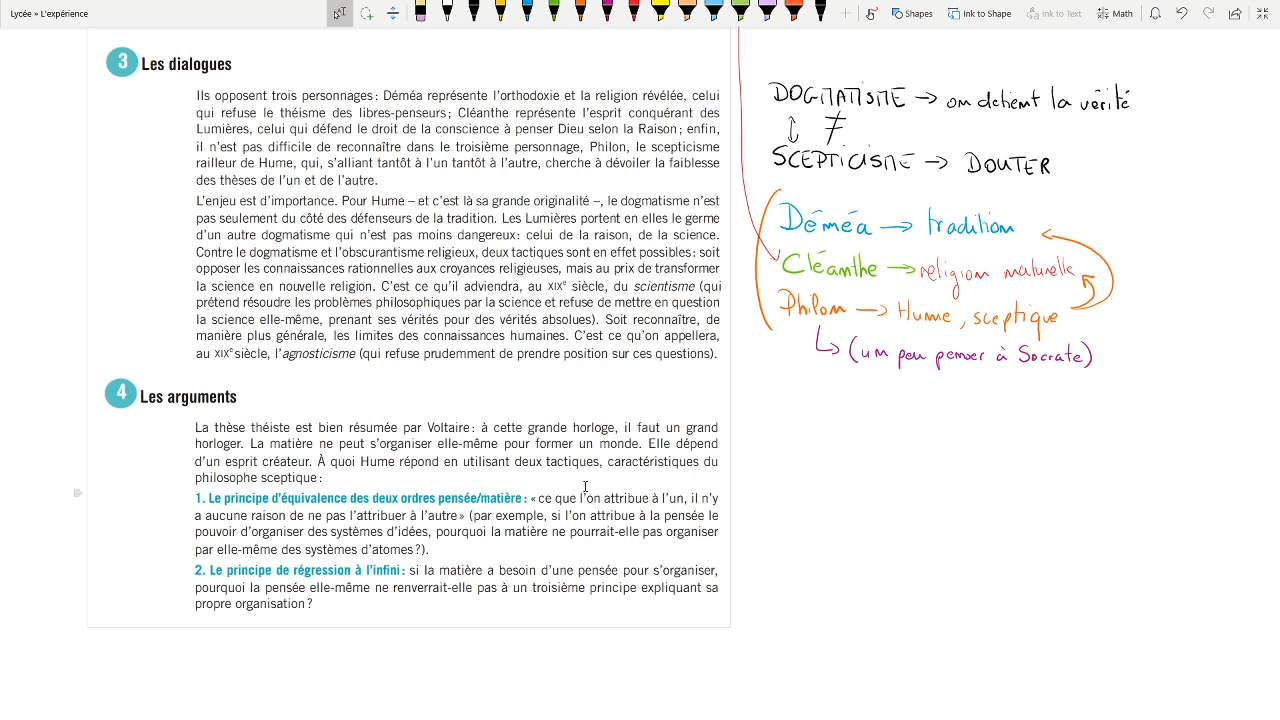 Lycée » L'expérience
Shapes
Ink to Shape
Ink to Text
Math
3 Les dialogues
Ils opposent trois personnages : Déméa représente l'orthodoxie et la religion révélée, celui
qui refuse le théisme des libres-penseurs ; Cléanthe représente l'esprit conquérant des
Lumières, celui qui défend le droit de la conscience à penser Dieu selon la Raison ; enfin,
il n'est pas difficile de reconnaître dans le troisième personnage, Philon, le scepticisme
railleur de Hume, qui, s'alliant tantôt à l'un tantôt à l'autre, cherche à dévoiler la faiblesse
des thèses de l'un et de l'autre.
L'enjeu est d'importance. Pour Hume – et c'est là sa grande originalité –, le dogmatisme n'est
pas seulement du côté des défenseurs de la tradition. Les Lumières portent en elles le germe
d'un autre dogmatisme qui n'est pas moins dangereux : celui de la raison, de la science.
Contre le dogmatisme et l'obscurantisme religieux, deux tactiques sont en effet possibles : soit
opposer les connaissances rationnelles aux croyances religieuses, mais au prix de transformer
la science en nouvelle religion. C'est ce qu'il adviendra, au XIXe siècle, du scientisme (qui
prétend résoudre les problèmes philosophiques par la science et refuse de mettre en question
la science elle-même, prenant ses vérités pour des vérités absolues). Soit reconnaître, de
manière plus générale, les limites des connaissances humaines. C'est ce qu'on appellera,
au XIXe siècle, l'agnosticisme (qui refuse prudemment de prendre position sur ces questions).
4 Les arguments
La thèse théiste est bien résumée par Voltaire : à cette grande horloge, il faut un grand
horloger. La matière ne peut s'organiser elle-même pour former un monde. Elle dépend
d'un esprit créateur. À quoi Hume répond en utilisant deux tactiques, caractéristiques du
philosophe sceptique :
1. Le principe d'équivalence des deux ordres pensée/matière : « ce que l'on attribue à l'un, il n'y
a aucune raison de ne pas l'attribuer à l'autre » (par exemple, si l'on attribue à la pensée le
pouvoir d'organiser des systèmes d'idées, pourquoi la matière ne pourrait-elle pas organiser
par elle-même des systèmes d'atomes ?).
2. Le principe de régression à l'infini : si la matière a besoin d'une pensée pour s'organiser,
pourquoi la pensée elle-même ne renverrait-elle pas à un troisième principe expliquant sa
propre organisation ?
DOGMATISME → on détient la vérité
↕ ≠
SCEPTICISME → DOUTER
Déméa → tradition
Cléanthe → religion naturelle
Philon → Hume, sceptique
↳ (un peu penser à Socrate)